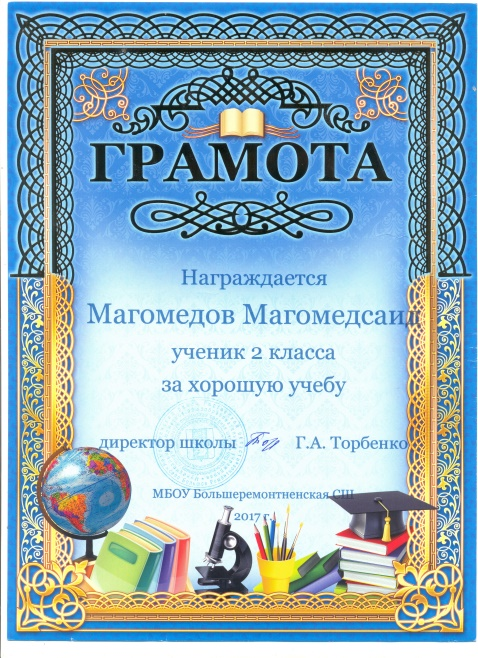 ГРАМОТА
Награждается
Магомедов Магомедсаид
ученик 2 класса
за хорошую учебу
директор школы Г.А. Торбенко
МБОУ Большеремонтненская СШ
2017 г.